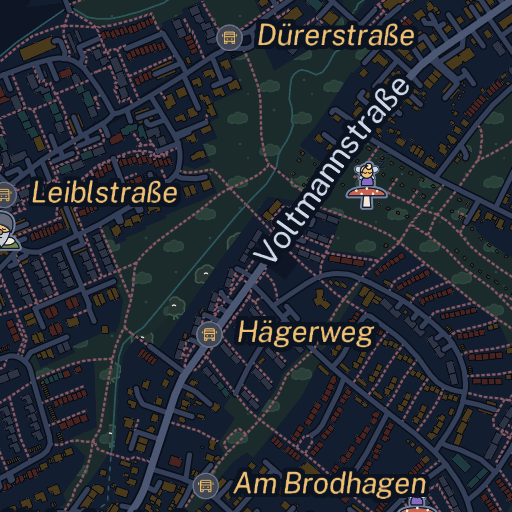 Dürerstraße
Voltmannstraße
Leiblstraße
Hägerweg
Am Brodhagen